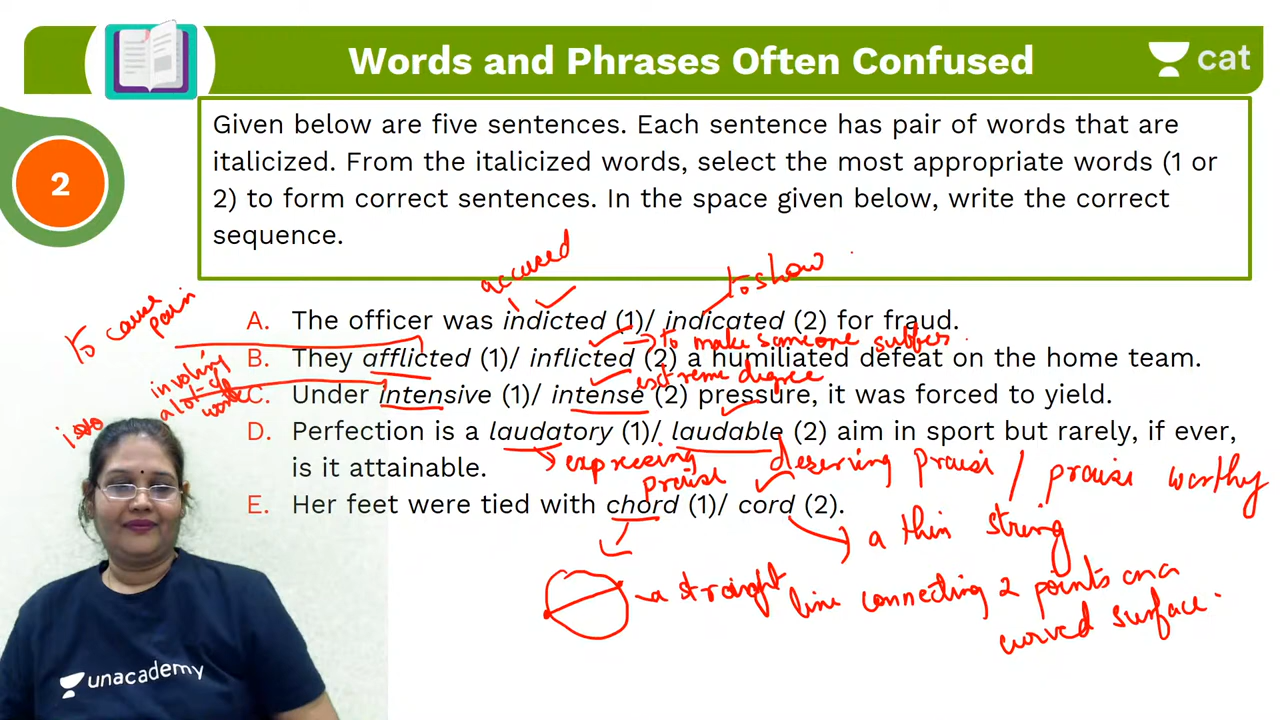 Words and Phrases Often Confused
cat
2
Given below are five sentences. Each sentence has pair of words that are
italicized. From the italicized words, select the most appropriate words (1 or
2) to form correct sentences. In the space given below, write the correct
sequence.
accused
to show
To cause
pain
A. The officer was indicted (1)/ indicated (2) for fraud.
to make someone suffer.
B. They afflicted (1)/ inflicted (2) a humiliated defeat on the home team.
involving
a lot of
work
extreme degree
C. Under intensive (1)/ intense (2) pressure, it was forced to yield.
D. Perfection is a laudatory (1)/ laudable (2) aim in sport but rarely, if ever,
is it attainable.
expressing
praise
deserving praise / praise worthy
E. Her feet were tied with chord (1)/ cord (2).
a thin string
a straight line connecting 2 points on a
curved surface.
unacademy